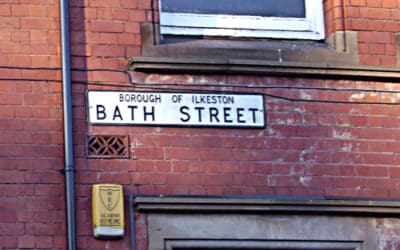 BOROUGH OF ILKESTON
BATH STREET